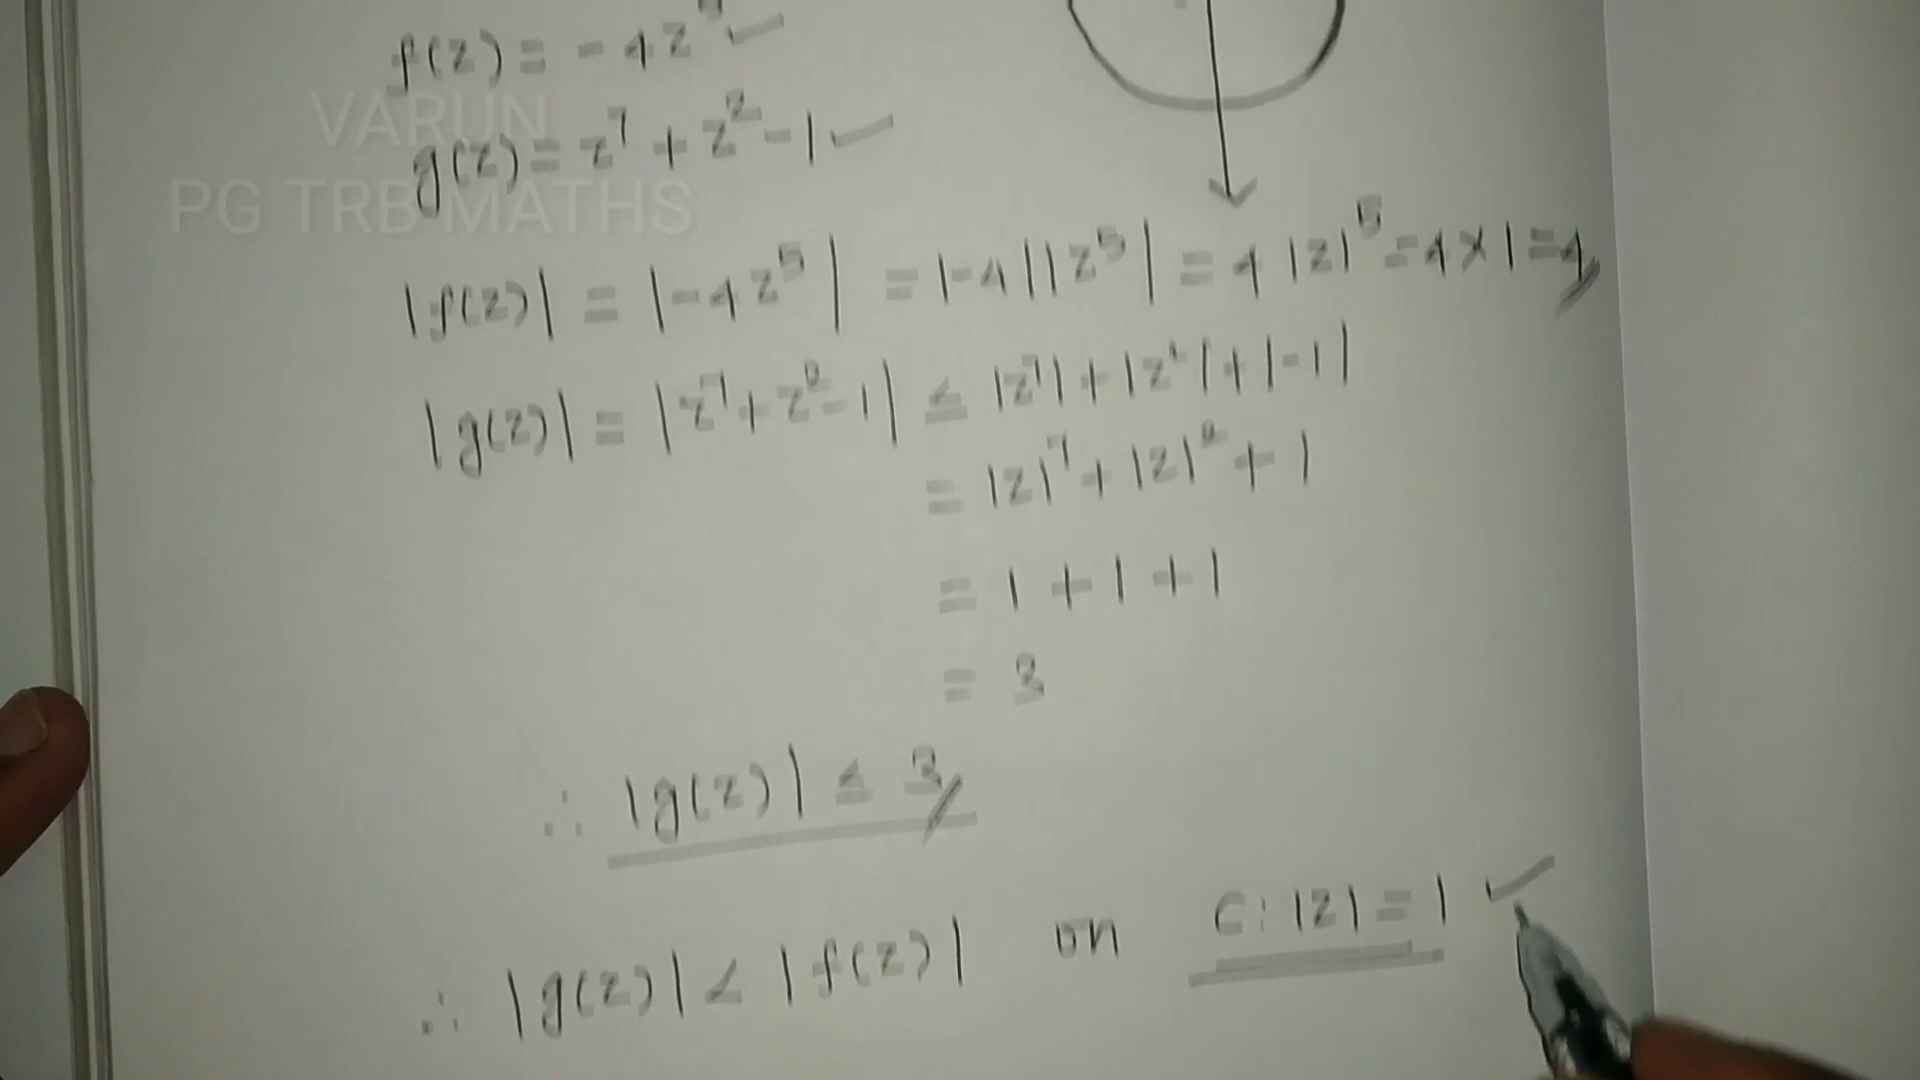 f(z) = -4z⁵
g(z) = z⁷ + z² - 1
VARUN
PG TRB MATHS
|f(z)| = |-4z⁵| = |-4||z⁵| = 4|z|⁵ = 4×1 = 4
|g(z)| = |z⁷+z²-1| ≤ |z⁷| + |z²| + |-1|
= |z|⁷ + |z|² + 1
= 1 + 1 + 1
= 3
∴ |g(z)| ≤ 3
∴ |g(z)| < |f(z)| on C: |z| = 1